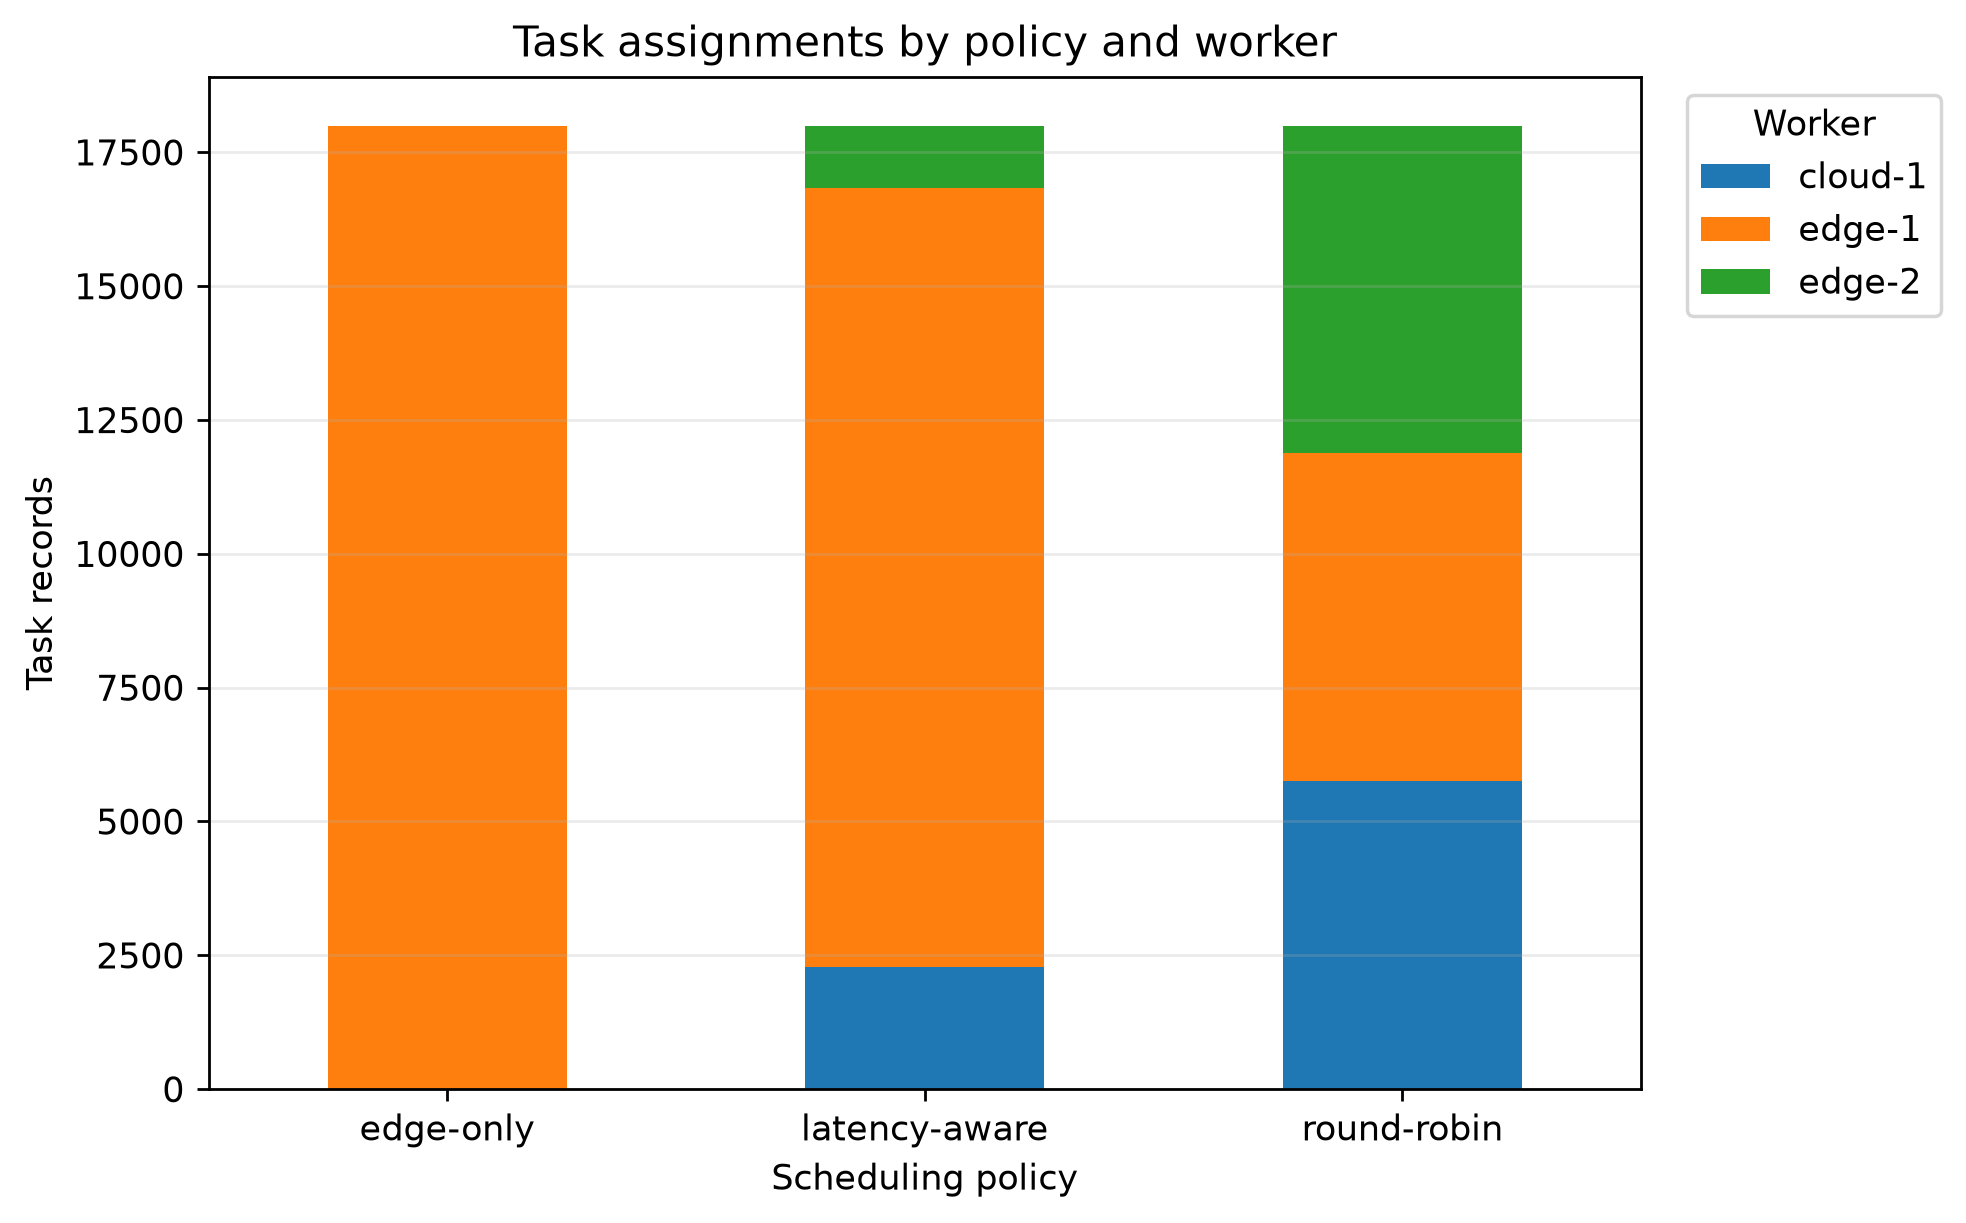 Task assignments by policy and worker
Worker
cloud-1
edge-1
edge-2
Task records
17500
15000
12500
10000
7500
5000
2500
0
edge-only
latency-aware
round-robin
Scheduling policy